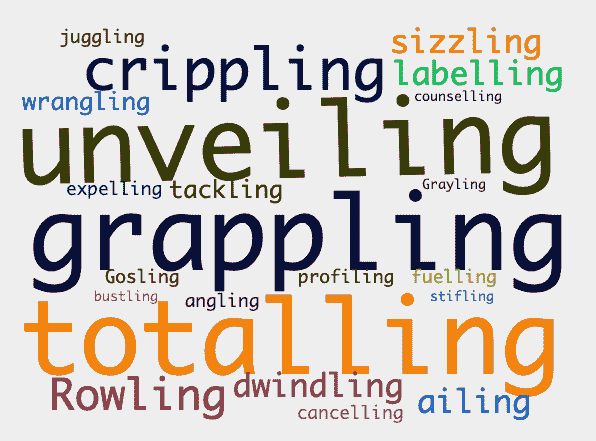 juggling
sizzling
crippling
labelling
wrangling
counselling
unveiling
expelling
tackling
Grayling
grappling
Gosling
profiling
fuelling
bustling
angling
stifling
totalling
Rowling
dwindling
ailing
cancelling